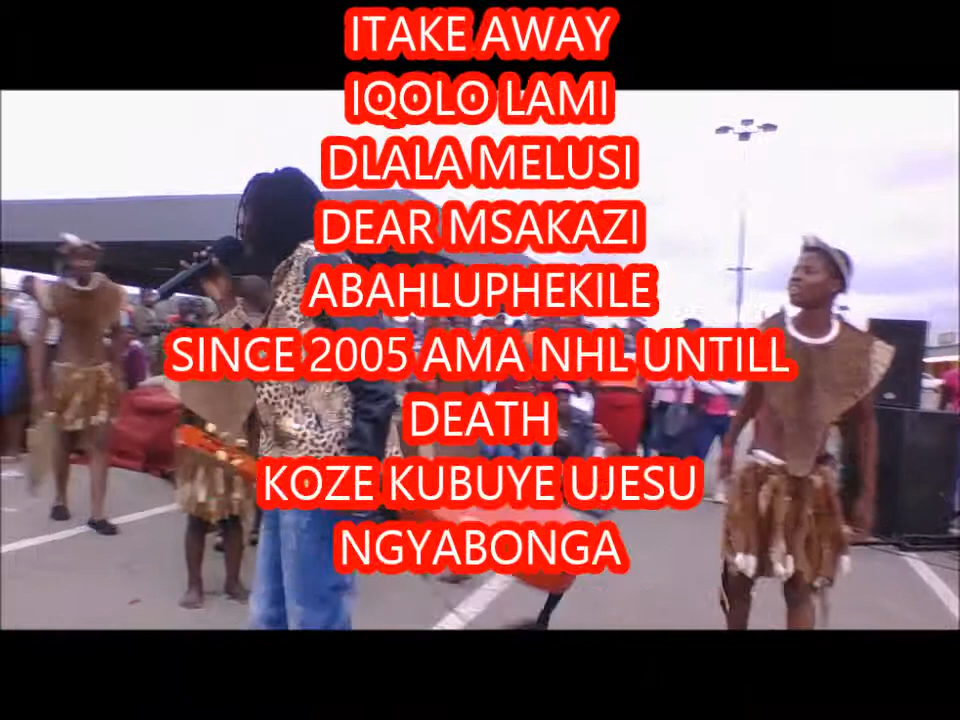 ITAKE AWAY
IQOLO LAMI
DLALA MELUSI
DEAR MSAKAZI
ABAHLUPHEKILE
SINCE 2005 AMA NHL UNTILL
DEATH
KOZE KUBUYE UJESU
NGYABONGA